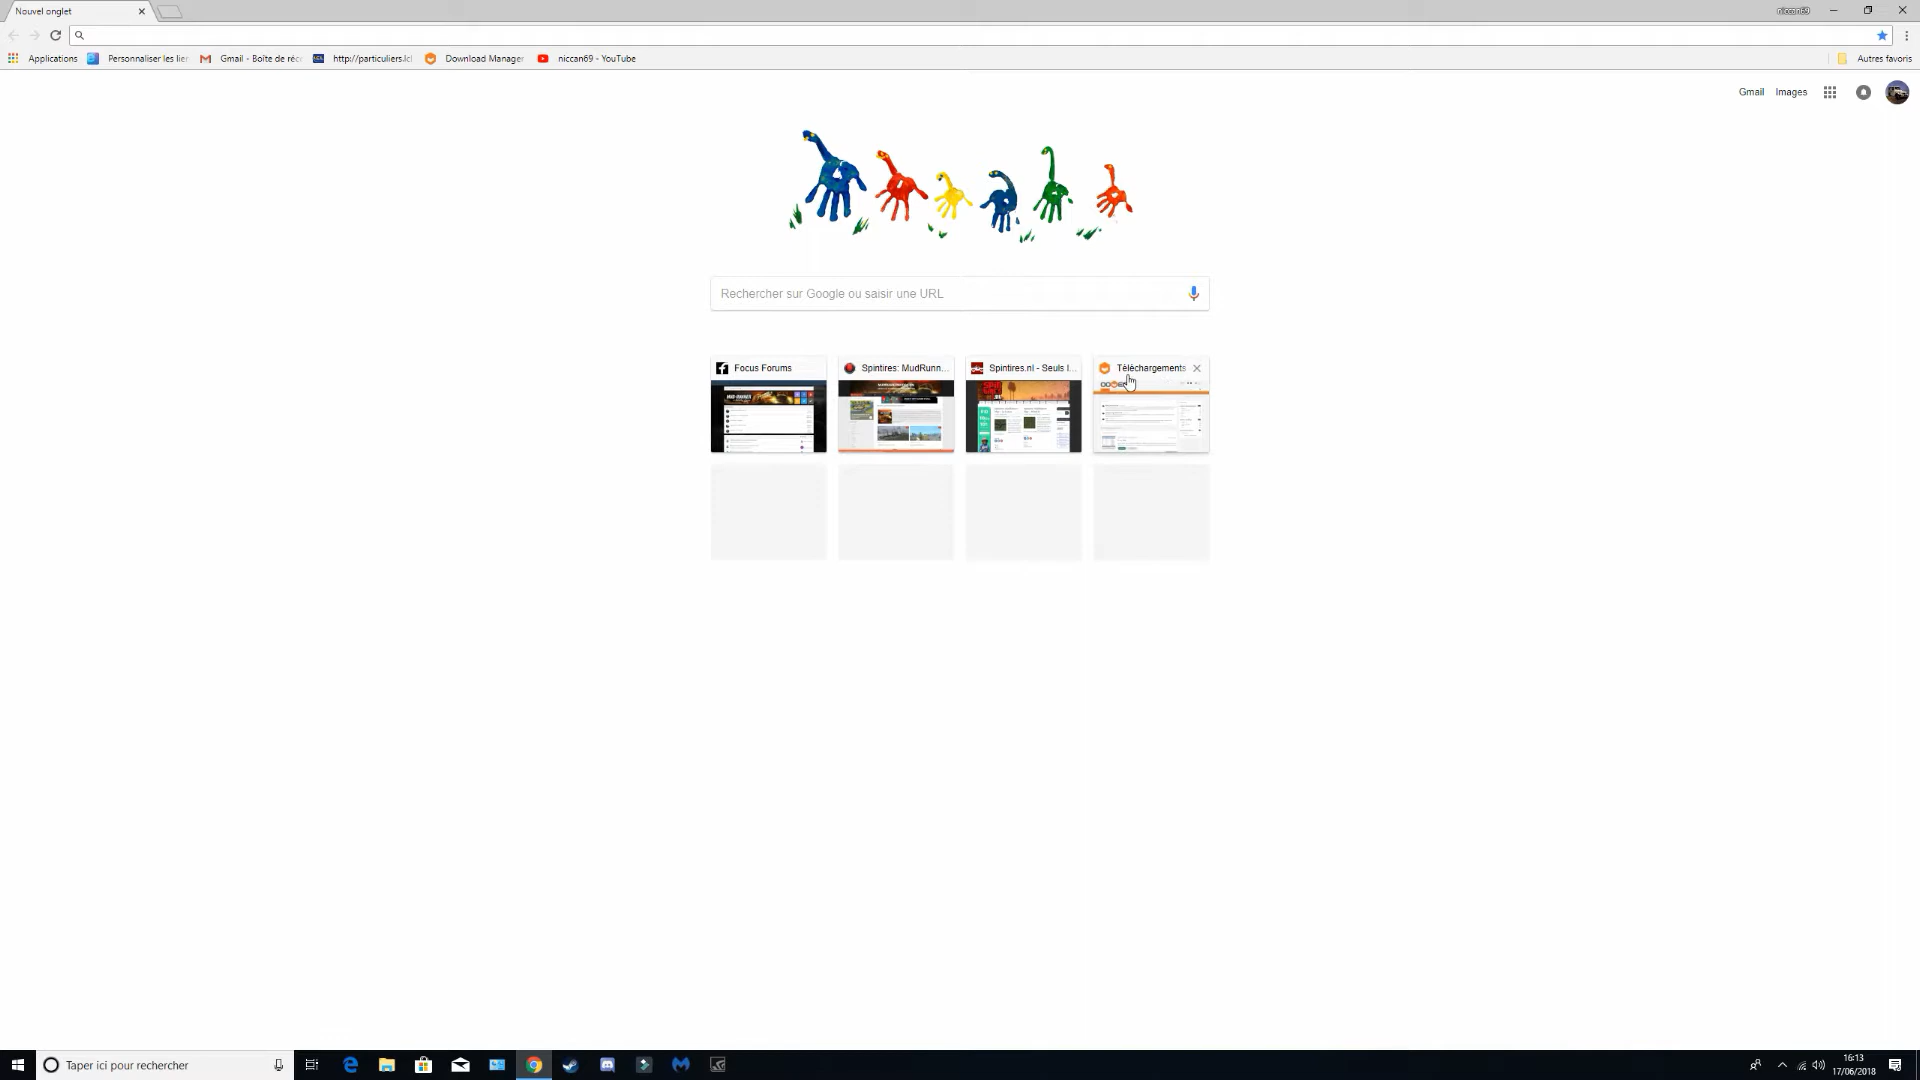 Nouvel onglet
niccan69
Applications
Personnaliser les lien
Gmail - Boîte de réc
http://particuliers.lcl
Download Manager
niccan69 - YouTube
Autres favoris
Gmail
Images
Rechercher sur Google ou saisir une URL
Focus Forums
Spintires: MudRunn...
Spintires.nl - Seuls l...
Téléchargements
Taper ici pour rechercher
16:13
17/06/2018